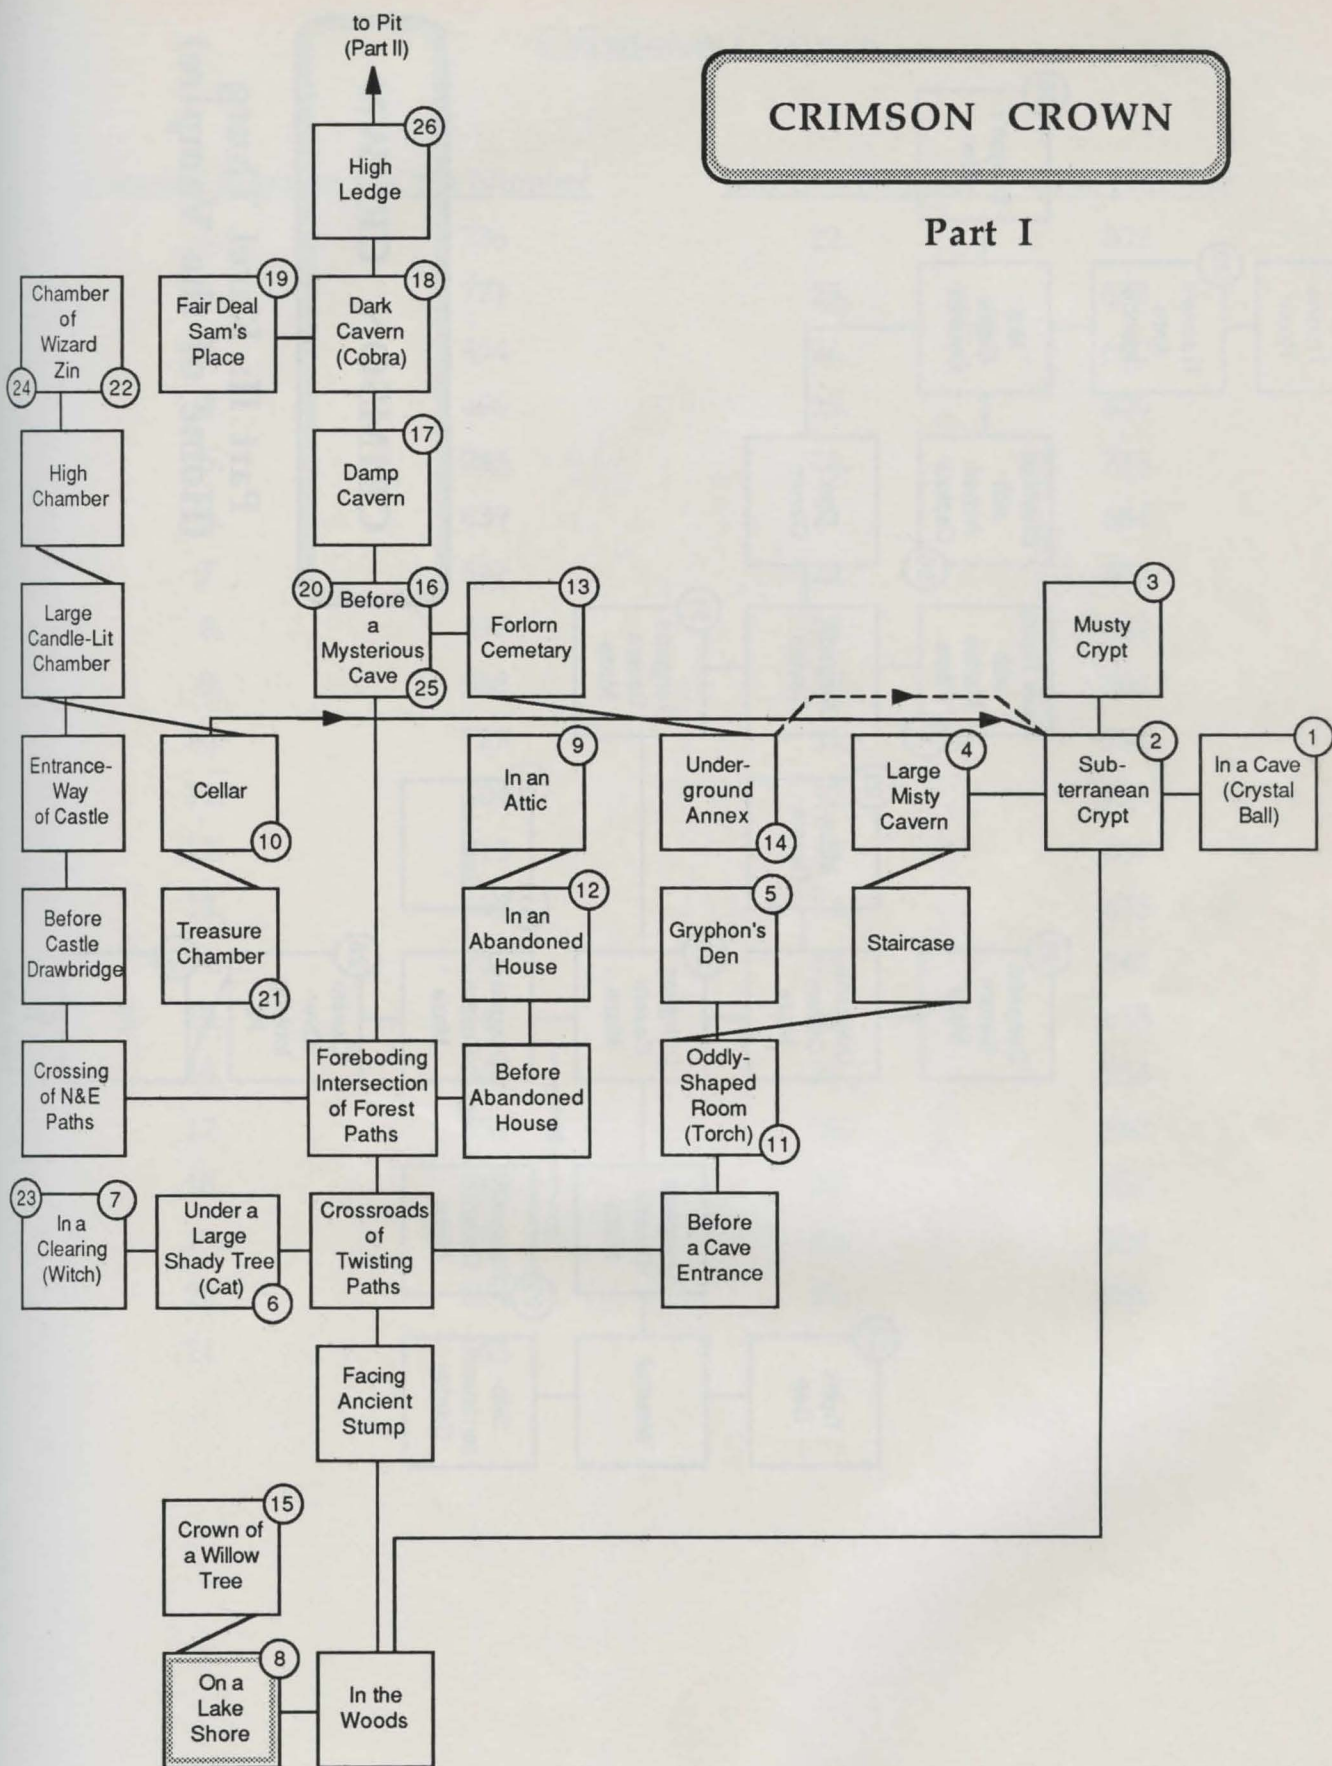 to Pit
(Part II)
CRIMSON CROWN
Part I
26
High
Ledge
Chamber
of
Wizard
Zin
24
22
19
Fair Deal
Sam's
Place
18
Dark
Cavern
(Cobra)
High
Chamber
17
Damp
Cavern
Large
Candle-Lit
Chamber
20
16
Before
a
Mysterious
Cave
25
13
Forlorn
Cemetary
3
Musty
Crypt
Entrance-
Way
of Castle
Cellar
10
9
In an
Attic
Under-
ground
Annex
14
4
Large
Misty
Cavern
2
Sub-
terranean
Crypt
1
In a Cave
(Crystal
Ball)
Before
Castle
Drawbridge
Treasure
Chamber
21
12
In an
Abandoned
House
5
Gryphon's
Den
Staircase
Crossing
of N&E
Paths
Foreboding
Intersection
of Forest
Paths
Before
Abandoned
House
Oddly-
Shaped
Room
(Torch)
11
23
7
In a
Clearing
(Witch)
Under a
Large
Shady Tree
(Cat)
6
Crossroads
of
Twisting
Paths
Before
a Cave
Entrance
Facing
Ancient
Stump
15
Crown of
a Willow
Tree
8
On a
Lake
Shore
In the
Woods